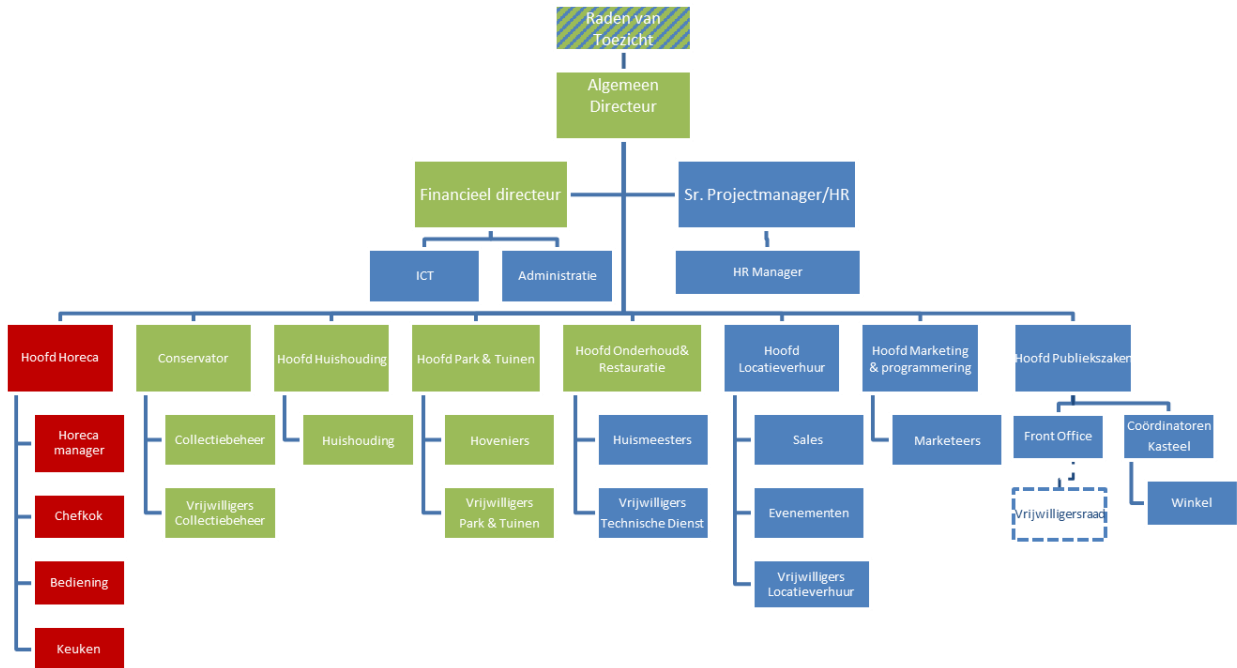 Raden van
Toezicht
Algemeen
Directeur
Financieel directeur
Sr. Projectmanager/HR
ICT
Administratie
HR Manager
Hoofd Horeca
Conservator
Hoofd Huishouding
Hoofd Park & Tuinen
Hoofd Onderhoud&
Restauratie
Hoofd
Locatieverhuur
Hoofd Marketing
& programmering
Hoofd Publiekszaken
Horeca
manager
Collectiebeheer
Huishouding
Hoveniers
Huismeesters
Sales
Marketeers
Front Office
Coördinatoren
Kasteel
Chefkok
Vrijwilligers
Collectiebeheer
Vrijwilligers
Park & Tuinen
Vrijwilligers
Technische Dienst
Evenementen
Vrijwilligersraad
Winkel
Bediening
Vrijwilligers
Locatieverhuur
Keuken